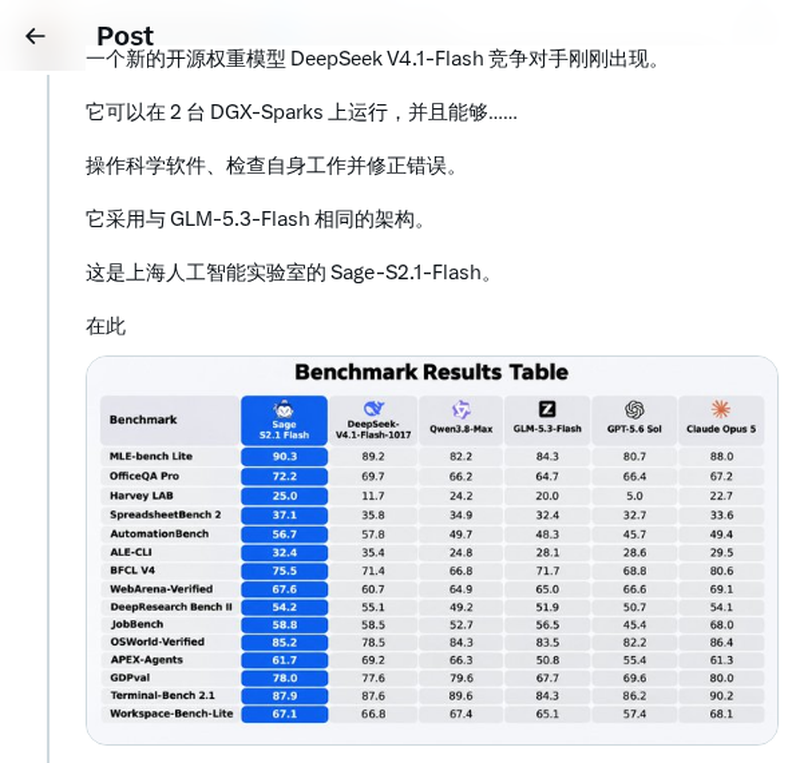 Post
一个新的开源权重模型 DeepSeek V4.1-Flash 竞争对手刚刚出现。
它可以在 2 台 DGX-Sparks 上运行，并且能够......
操作科学软件、检查自身工作并修正错误。
它采用与 GLM-5.3-Flash 相同的架构。
这是上海人工智能实验室的 Sage-S2.1-Flash。
在此
Benchmark Results Table
Benchmark Sage S2.1 Flash DeepSeek-V4.1-Flash-1017 Qwen3.8-Max GLM-5.3-Flash GPT-5.6 Sol Claude Opus 5
MLE-bench Lite 90.3 89.2 82.2 84.3 80.7 88.0
OfficeQA Pro 72.2 69.7 66.2 64.7 66.4 67.2
Harvey LAB 25.0 11.7 24.2 20.0 5.0 22.7
SpreadsheetBench 2 37.1 35.8 34.9 32.4 32.7 33.6
AutomationBench 56.7 57.8 49.7 48.3 45.7 49.4
ALE-CLI 32.4 35.4 24.8 28.1 28.6 29.5
BFCL V4 75.5 71.4 66.8 71.7 68.8 80.6
WebArena-Verified 67.6 60.7 64.9 65.0 66.6 69.1
DeepResearch Bench II 54.2 55.1 49.2 51.9 50.7 54.1
JobBench 58.8 58.5 52.7 56.5 45.4 68.0
OSWorld-Verified 85.2 78.5 84.3 83.5 82.2 86.4
APEX-Agents 61.7 69.2 66.3 50.8 55.4 61.3
GDPval 78.0 77.6 79.6 67.7 69.6 80.0
Terminal-Bench 2.1 87.9 87.6 89.6 84.3 86.2 90.2
Workspace-Bench-Lite 67.1 66.8 67.4 65.1 57.4 68.1